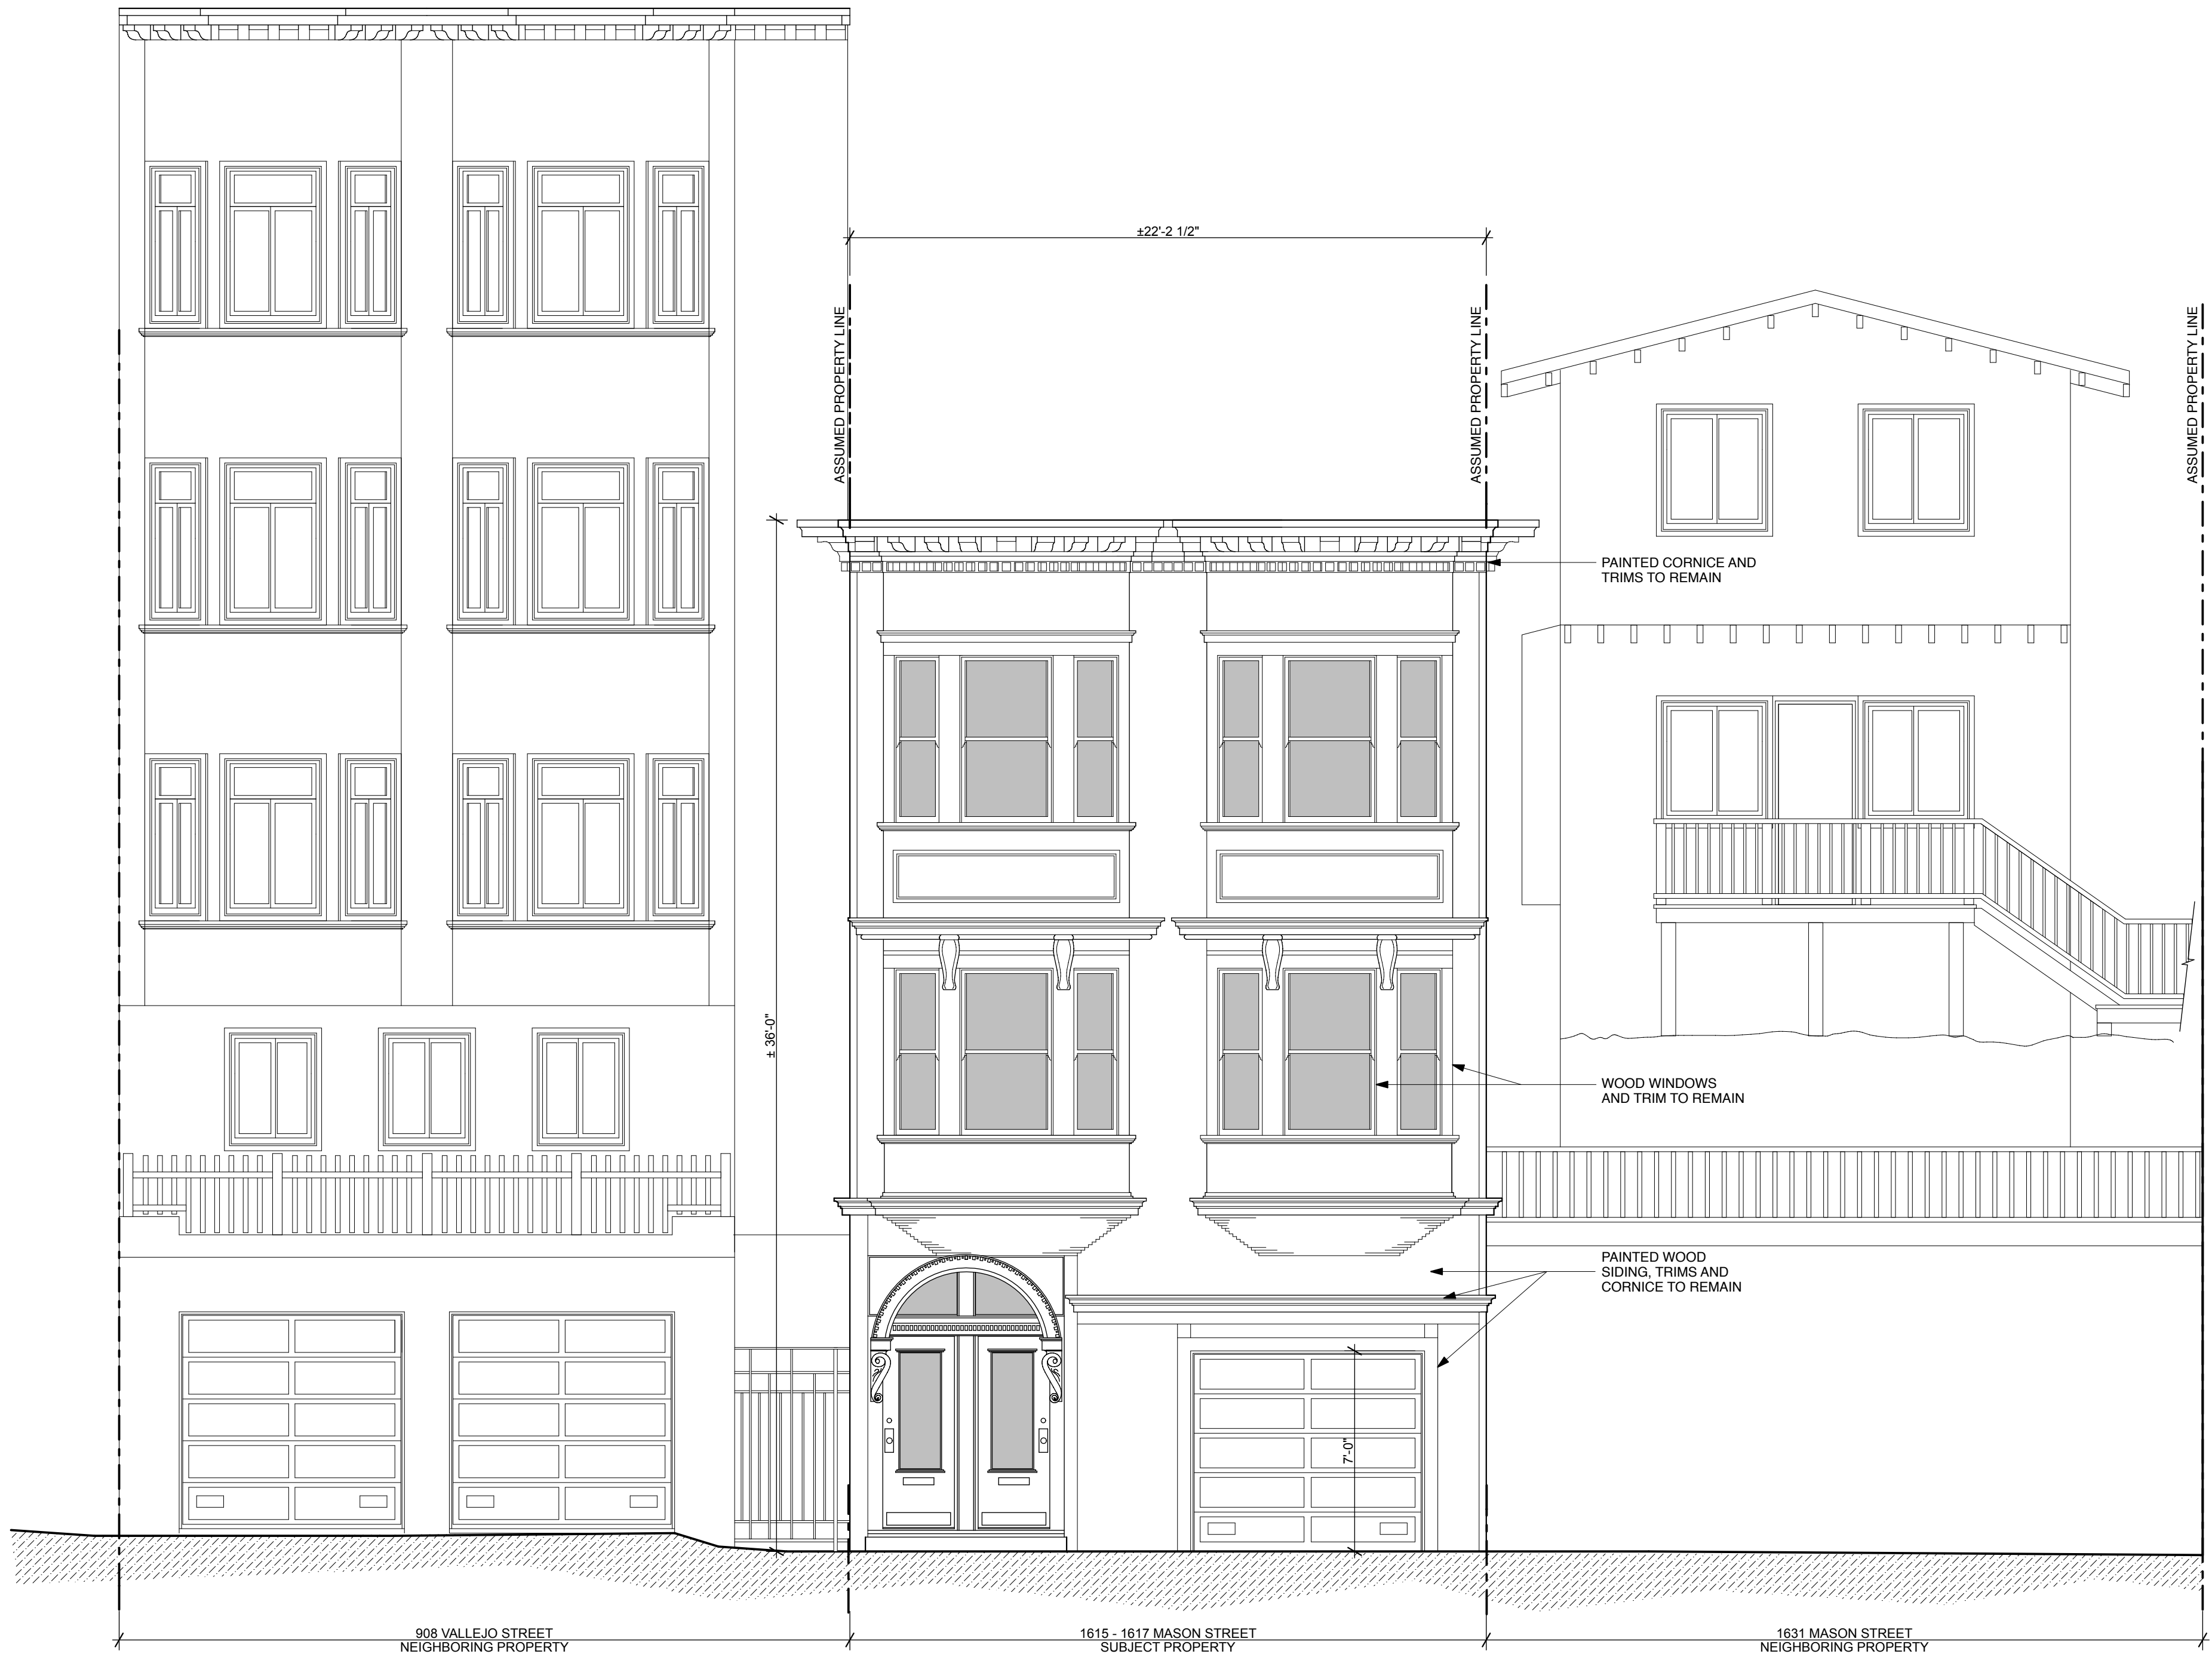 ±22'-2 1/2"
ASSUMED PROPERTY LINE
ASSUMED PROPERTY LINE
ASSUMED PROPERTY LINE
PAINTED CORNICE AND
TRIMS TO REMAIN
± 36'-0"
WOOD WINDOWS
AND TRIM TO REMAIN
PAINTED WOOD
SIDING, TRIMS AND
CORNICE TO REMAIN
7'-0"
908 VALLEJO STREET
NEIGHBORING PROPERTY
1615 - 1617 MASON STREET
SUBJECT PROPERTY
1631 MASON STREET
NEIGHBORING PROPERTY